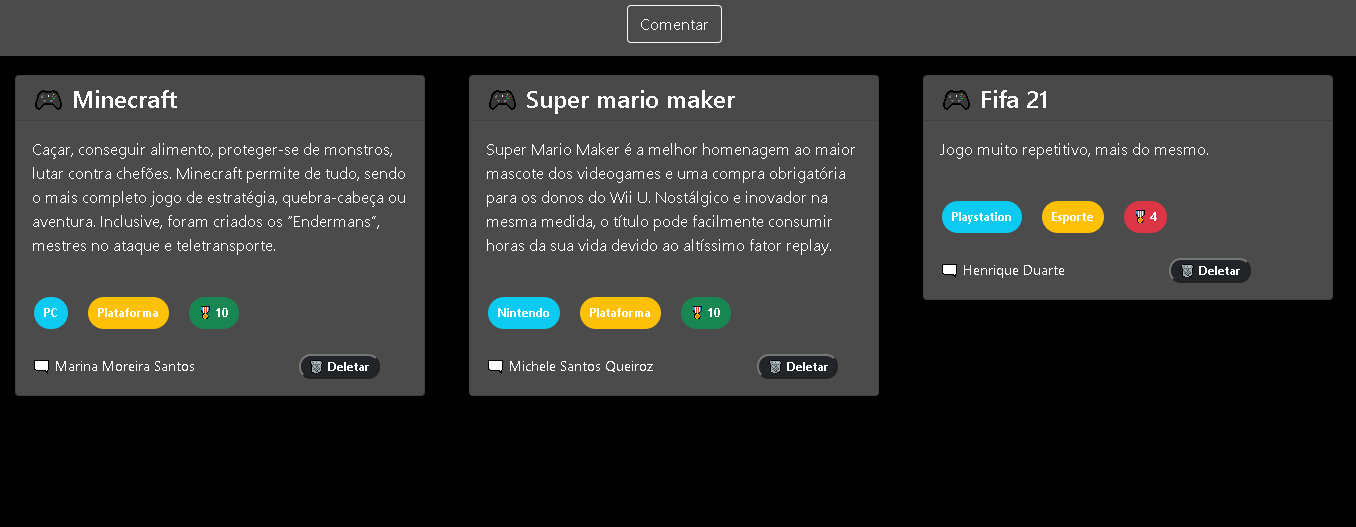 Comentar
Minecraft
Caçar, conseguir alimento, proteger-se de monstros,
lutar contra chefões. Minecraft permite de tudo, sendo
o mais completo jogo de estratégia, quebra-cabeça ou
aventura. Inclusive, foram criados os “Endermans”,
mestres no ataque e teletransporte.
PC Plataforma 10
Marina Moreira Santos Deletar
Super mario maker
Super Mario Maker é a melhor homenagem ao maior
mascote dos videogames e uma compra obrigatória
para os donos do Wii U. Nostálgico e inovador na
mesma medida, o título pode facilmente consumir
horas da sua vida devido ao altíssimo fator replay.
Nintendo Plataforma 10
Michele Santos Queiroz Deletar
Fifa 21
Jogo muito repetitivo, mais do mesmo.
Playstation Esporte 4
Henrique Duarte Deletar